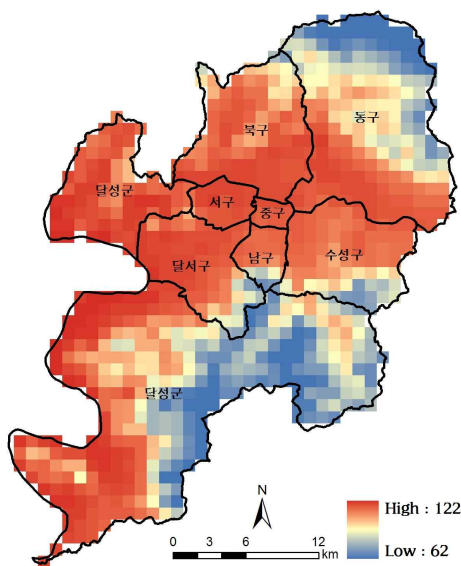 북구
동구
달성군
서구
중구
달서구
남구
수성구
달성군
N
0 3 6 12
km
High : 122
Low : 62